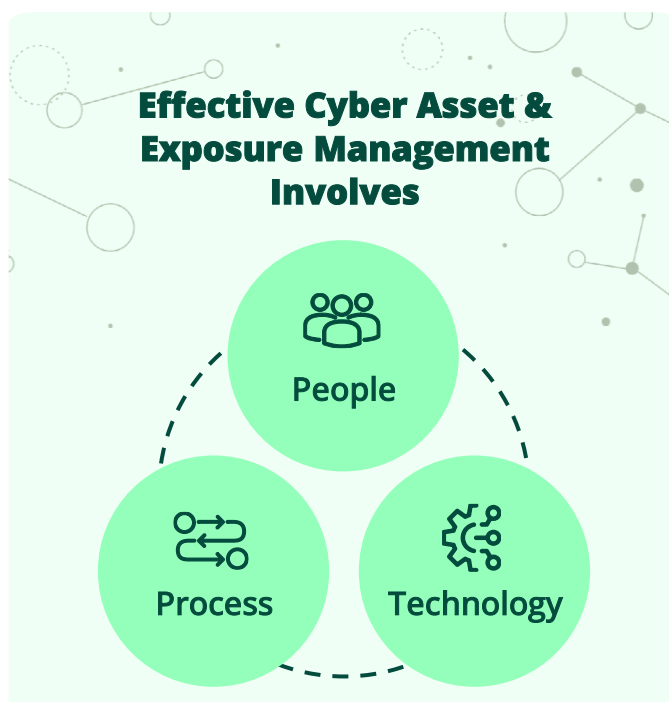 Effective Cyber Asset &
Exposure Management
Involves
People
Process
Technology